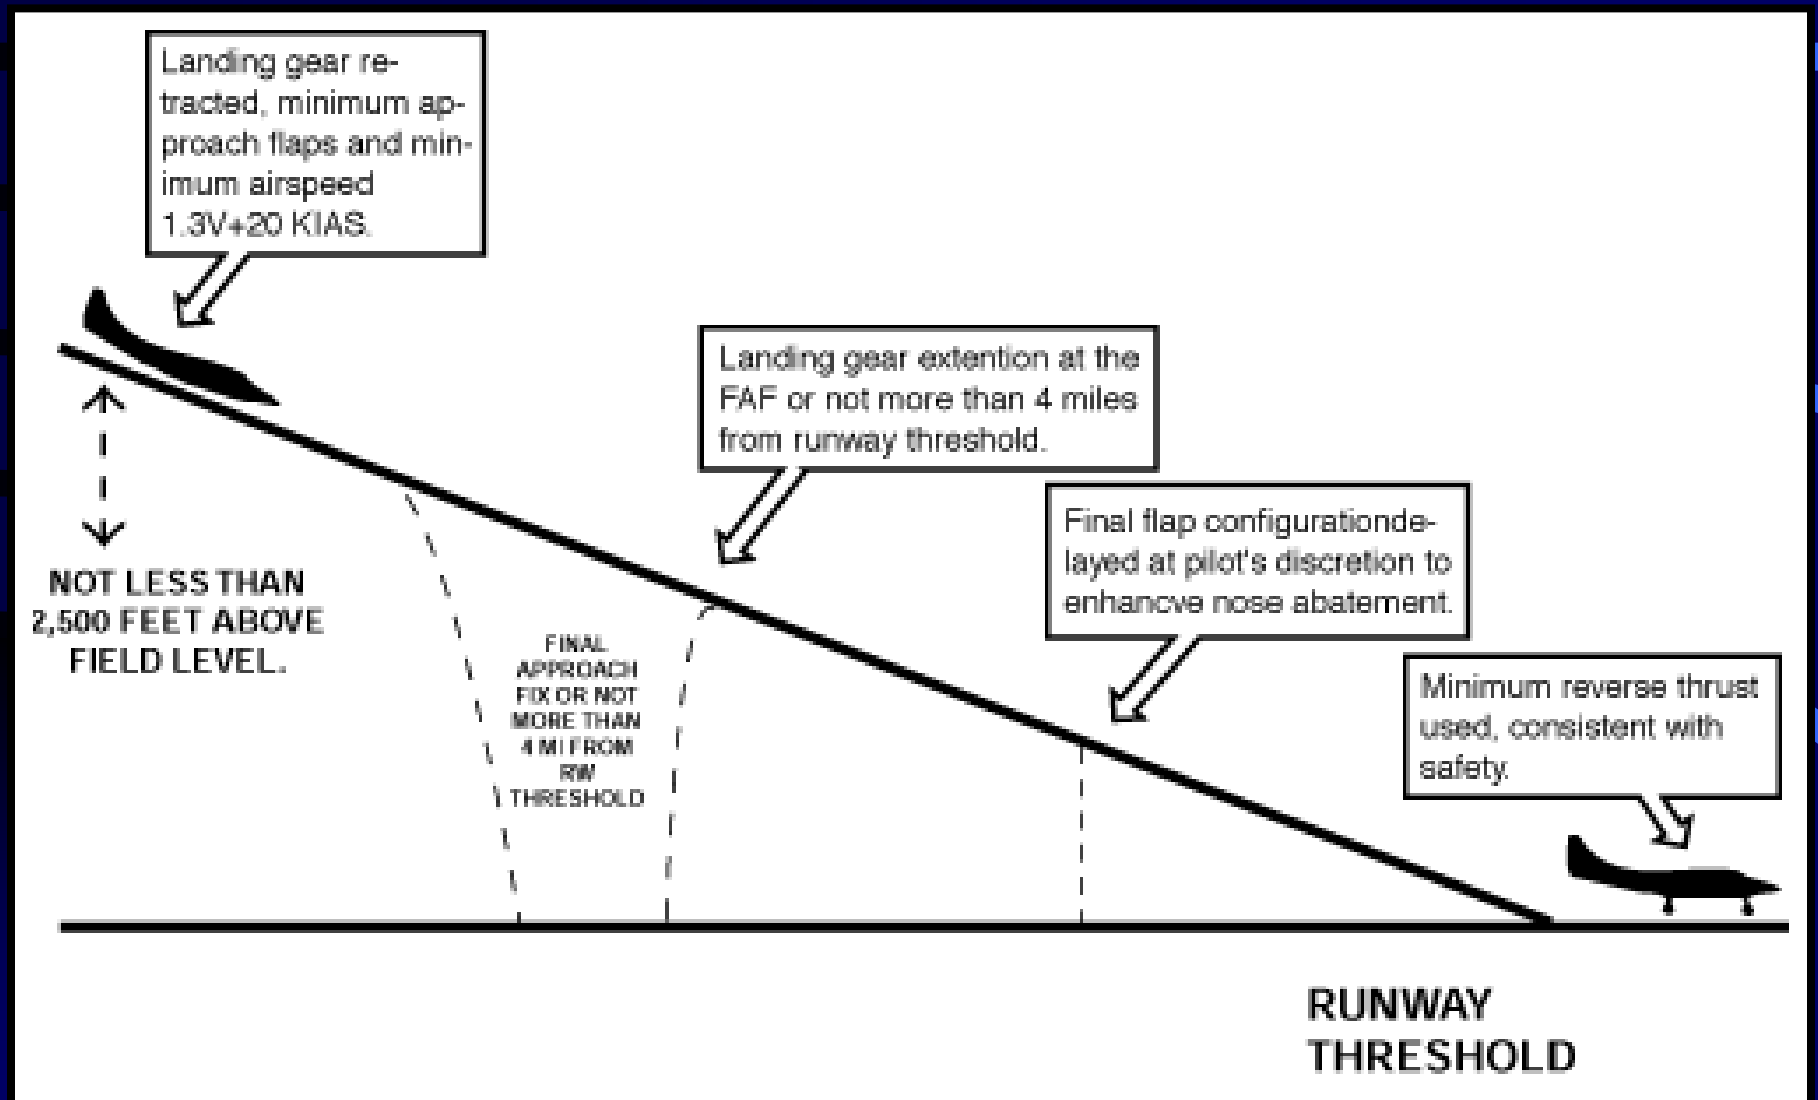 Landing gear re-
tracted, minimum ap-
proach flaps and min-
imum airspeed
1.3V+20 KIAS.
Landing gear extention at the
FAF or not more than 4 miles
from runway threshold.
Final flap configurationde-
layed at pilot's discretion to
enhancve nose abatement.
NOT LESS THAN
2,500 FEET ABOVE
FIELD LEVEL.
FINAL
APPROACH
FIX OR NOT
MORE THAN
4 MI FROM
RW
THRESHOLD
Minimum reverse thrust
used, consistent with
safety.
RUNWAY
THRESHOLD